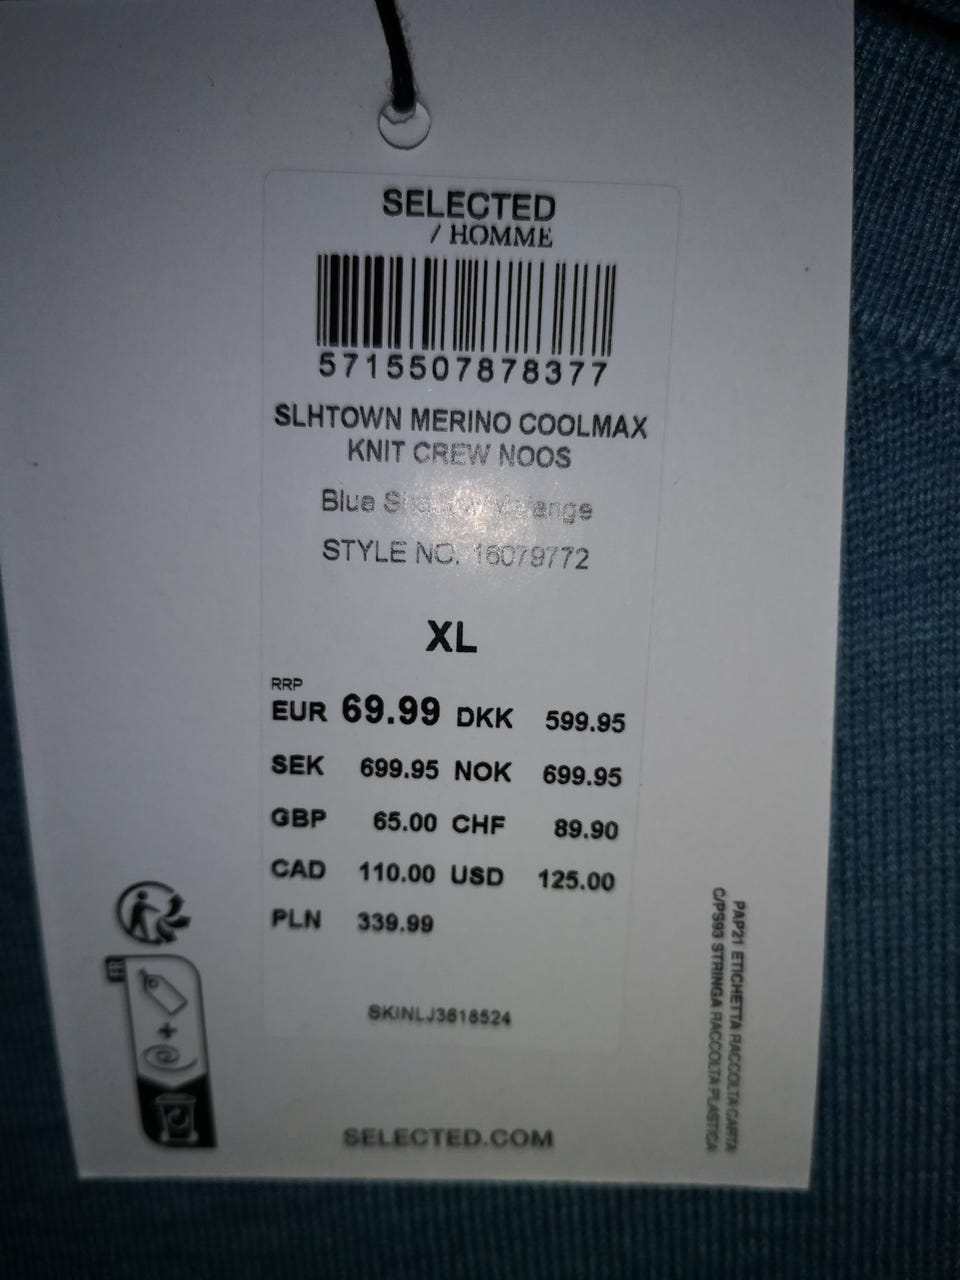 SELECTED
/ HOMME
5715507878377
SLHTOWN MERINO COOLMAX
KNIT CREW NOOS
Blue
STYLE NO. 16079772
XL
RRP
EUR 69.99 DKK 599.95
SEK 699.95 NOK 699.95
GBP 65.00 CHF 89.90
CAD 110.00 USD 125.00
PLN 339.99
SKINLJ3618524
FR
+
SELECTED.COM
PAP21 ETICHETTA RACCOLTA CARTA
C/PS93 STRINGA RACCOLTA PLASTICA